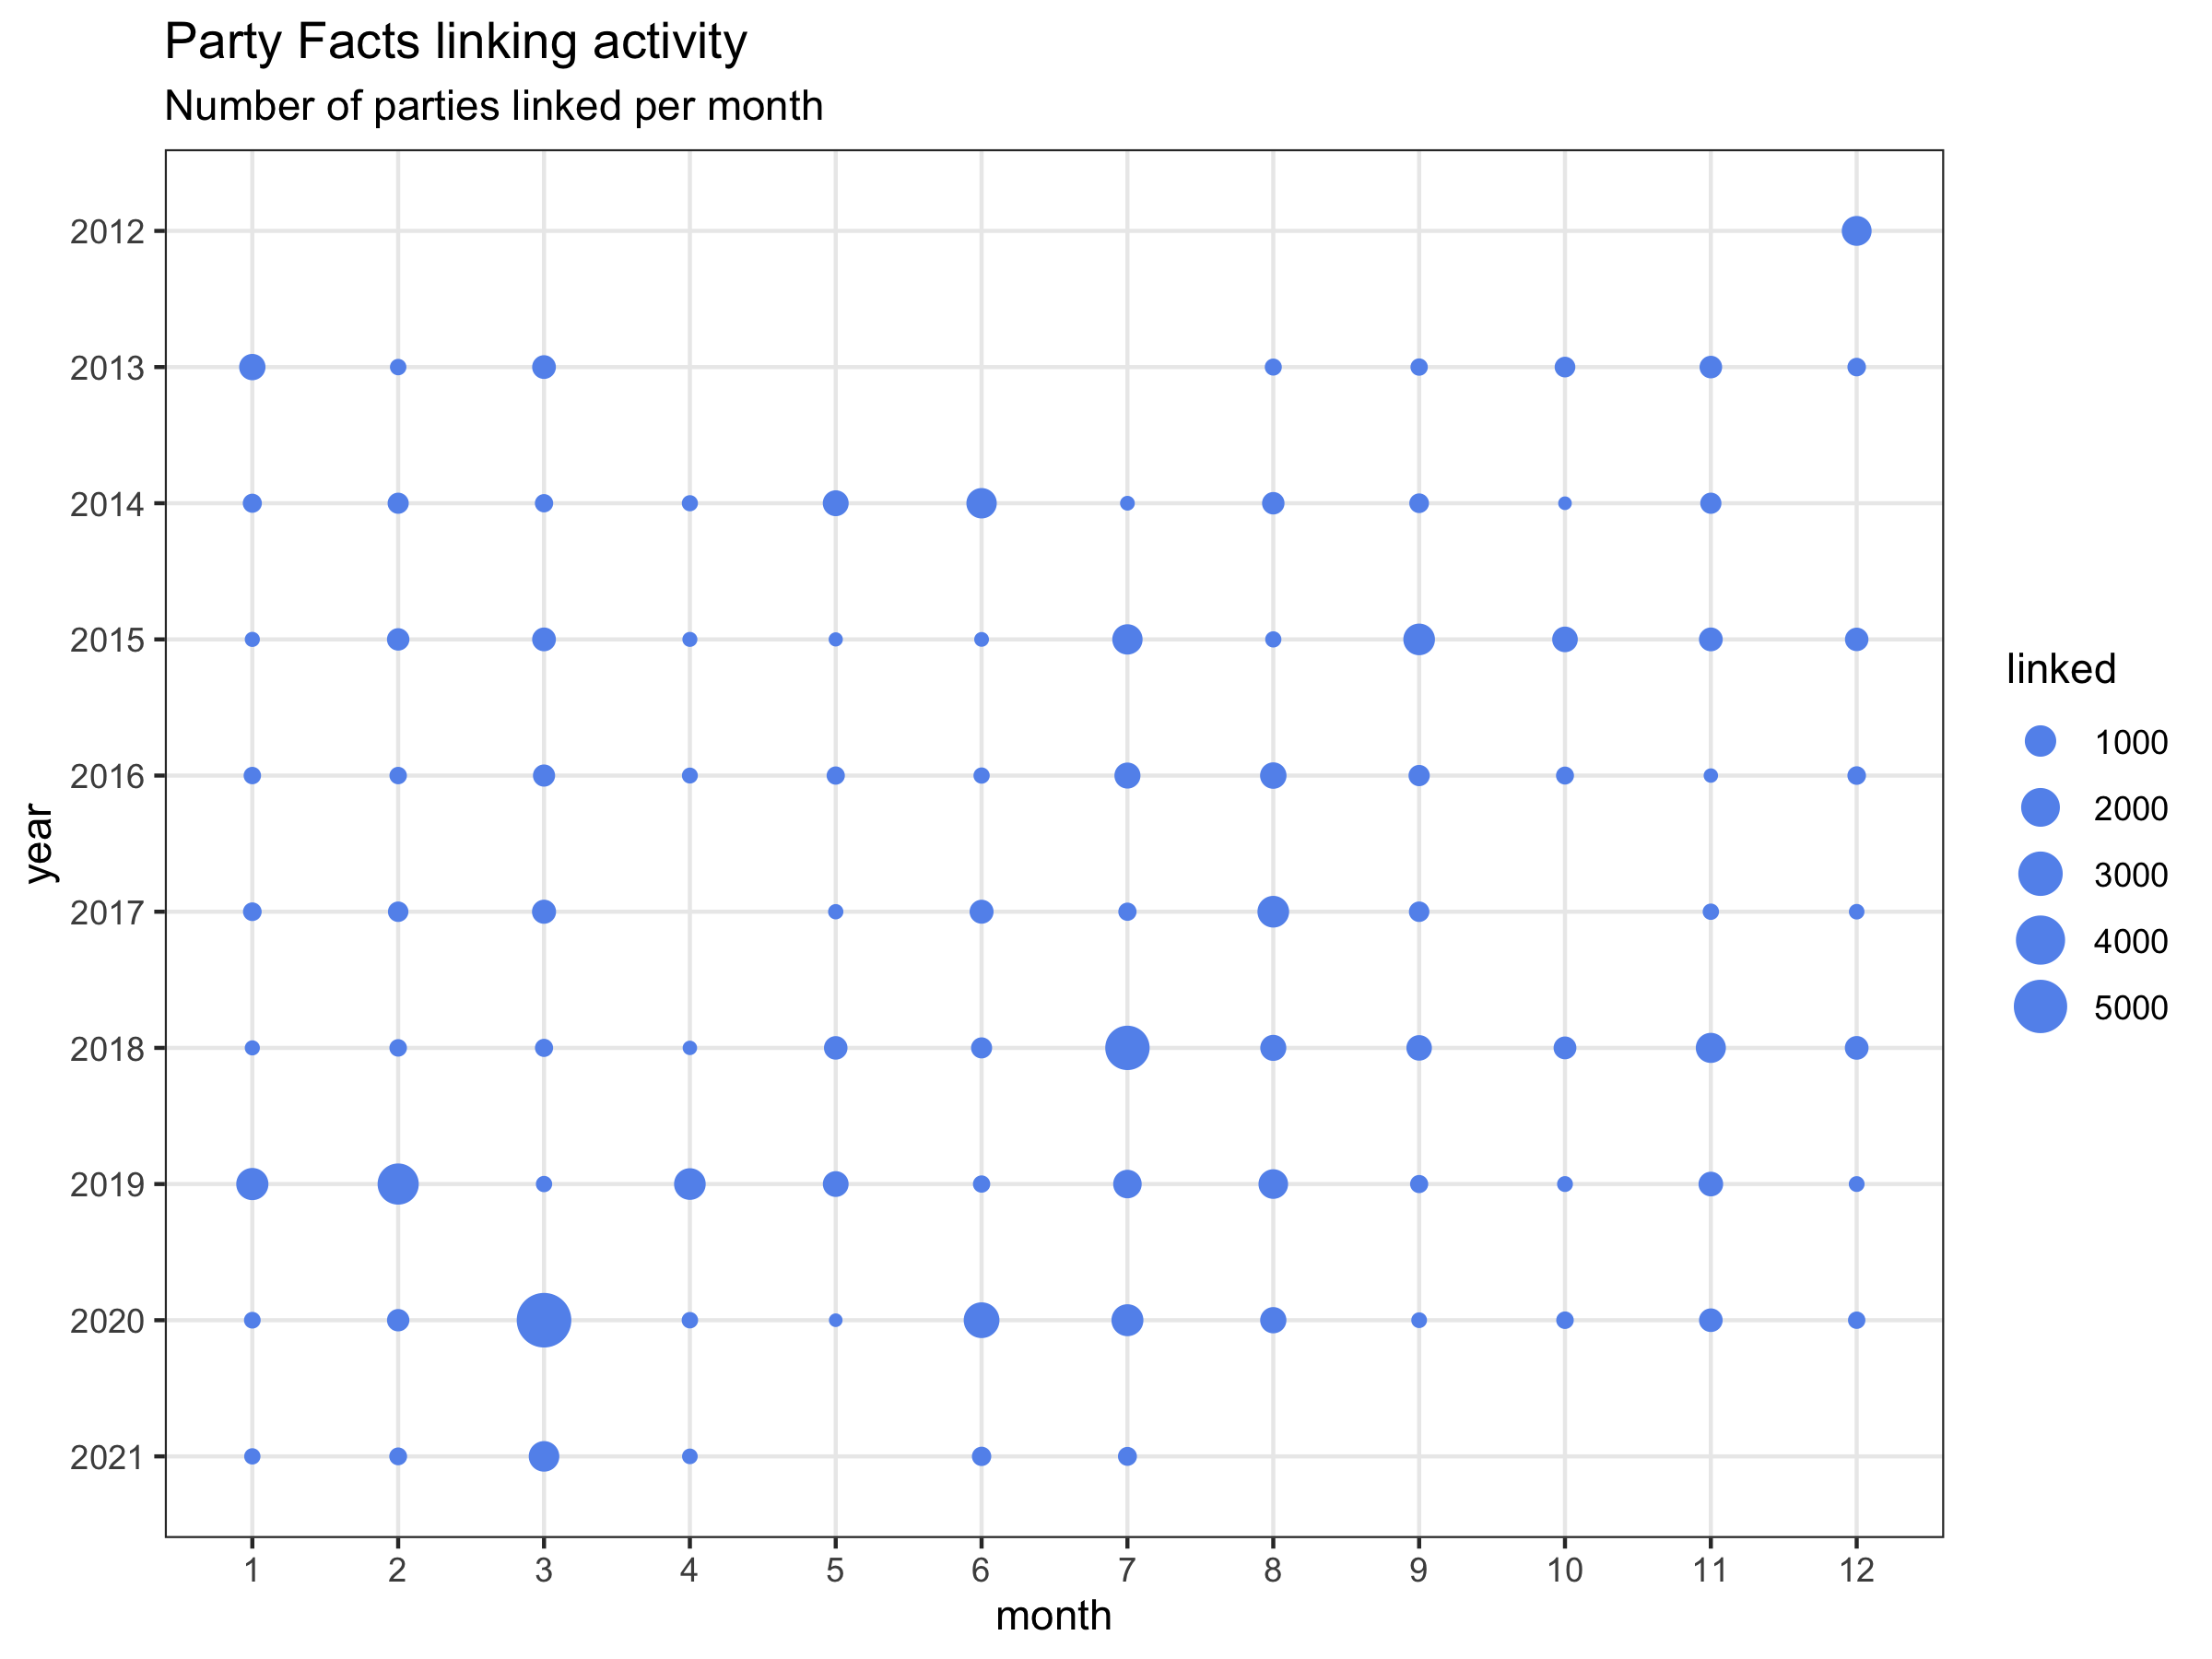 Party Facts linking activity
Number of parties linked per month
year
2012
2013
2014
2015
2016
2017
2018
2019
2020
2021
1 2 3 4 5 6 7 8 9 10 11 12
month
linked
1000
2000
3000
4000
5000